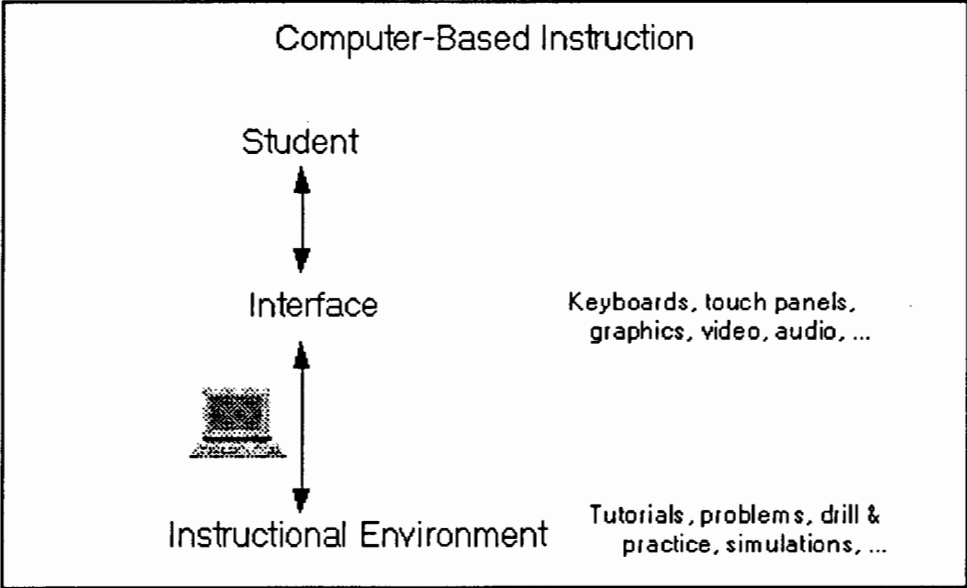 Computer-Based Instruction
Student
Interface
Keyboards, touch panels,
graphics, video, audio, ...
Instructional Environment
Tutorials, problems, drill &
practice, simulations, ...